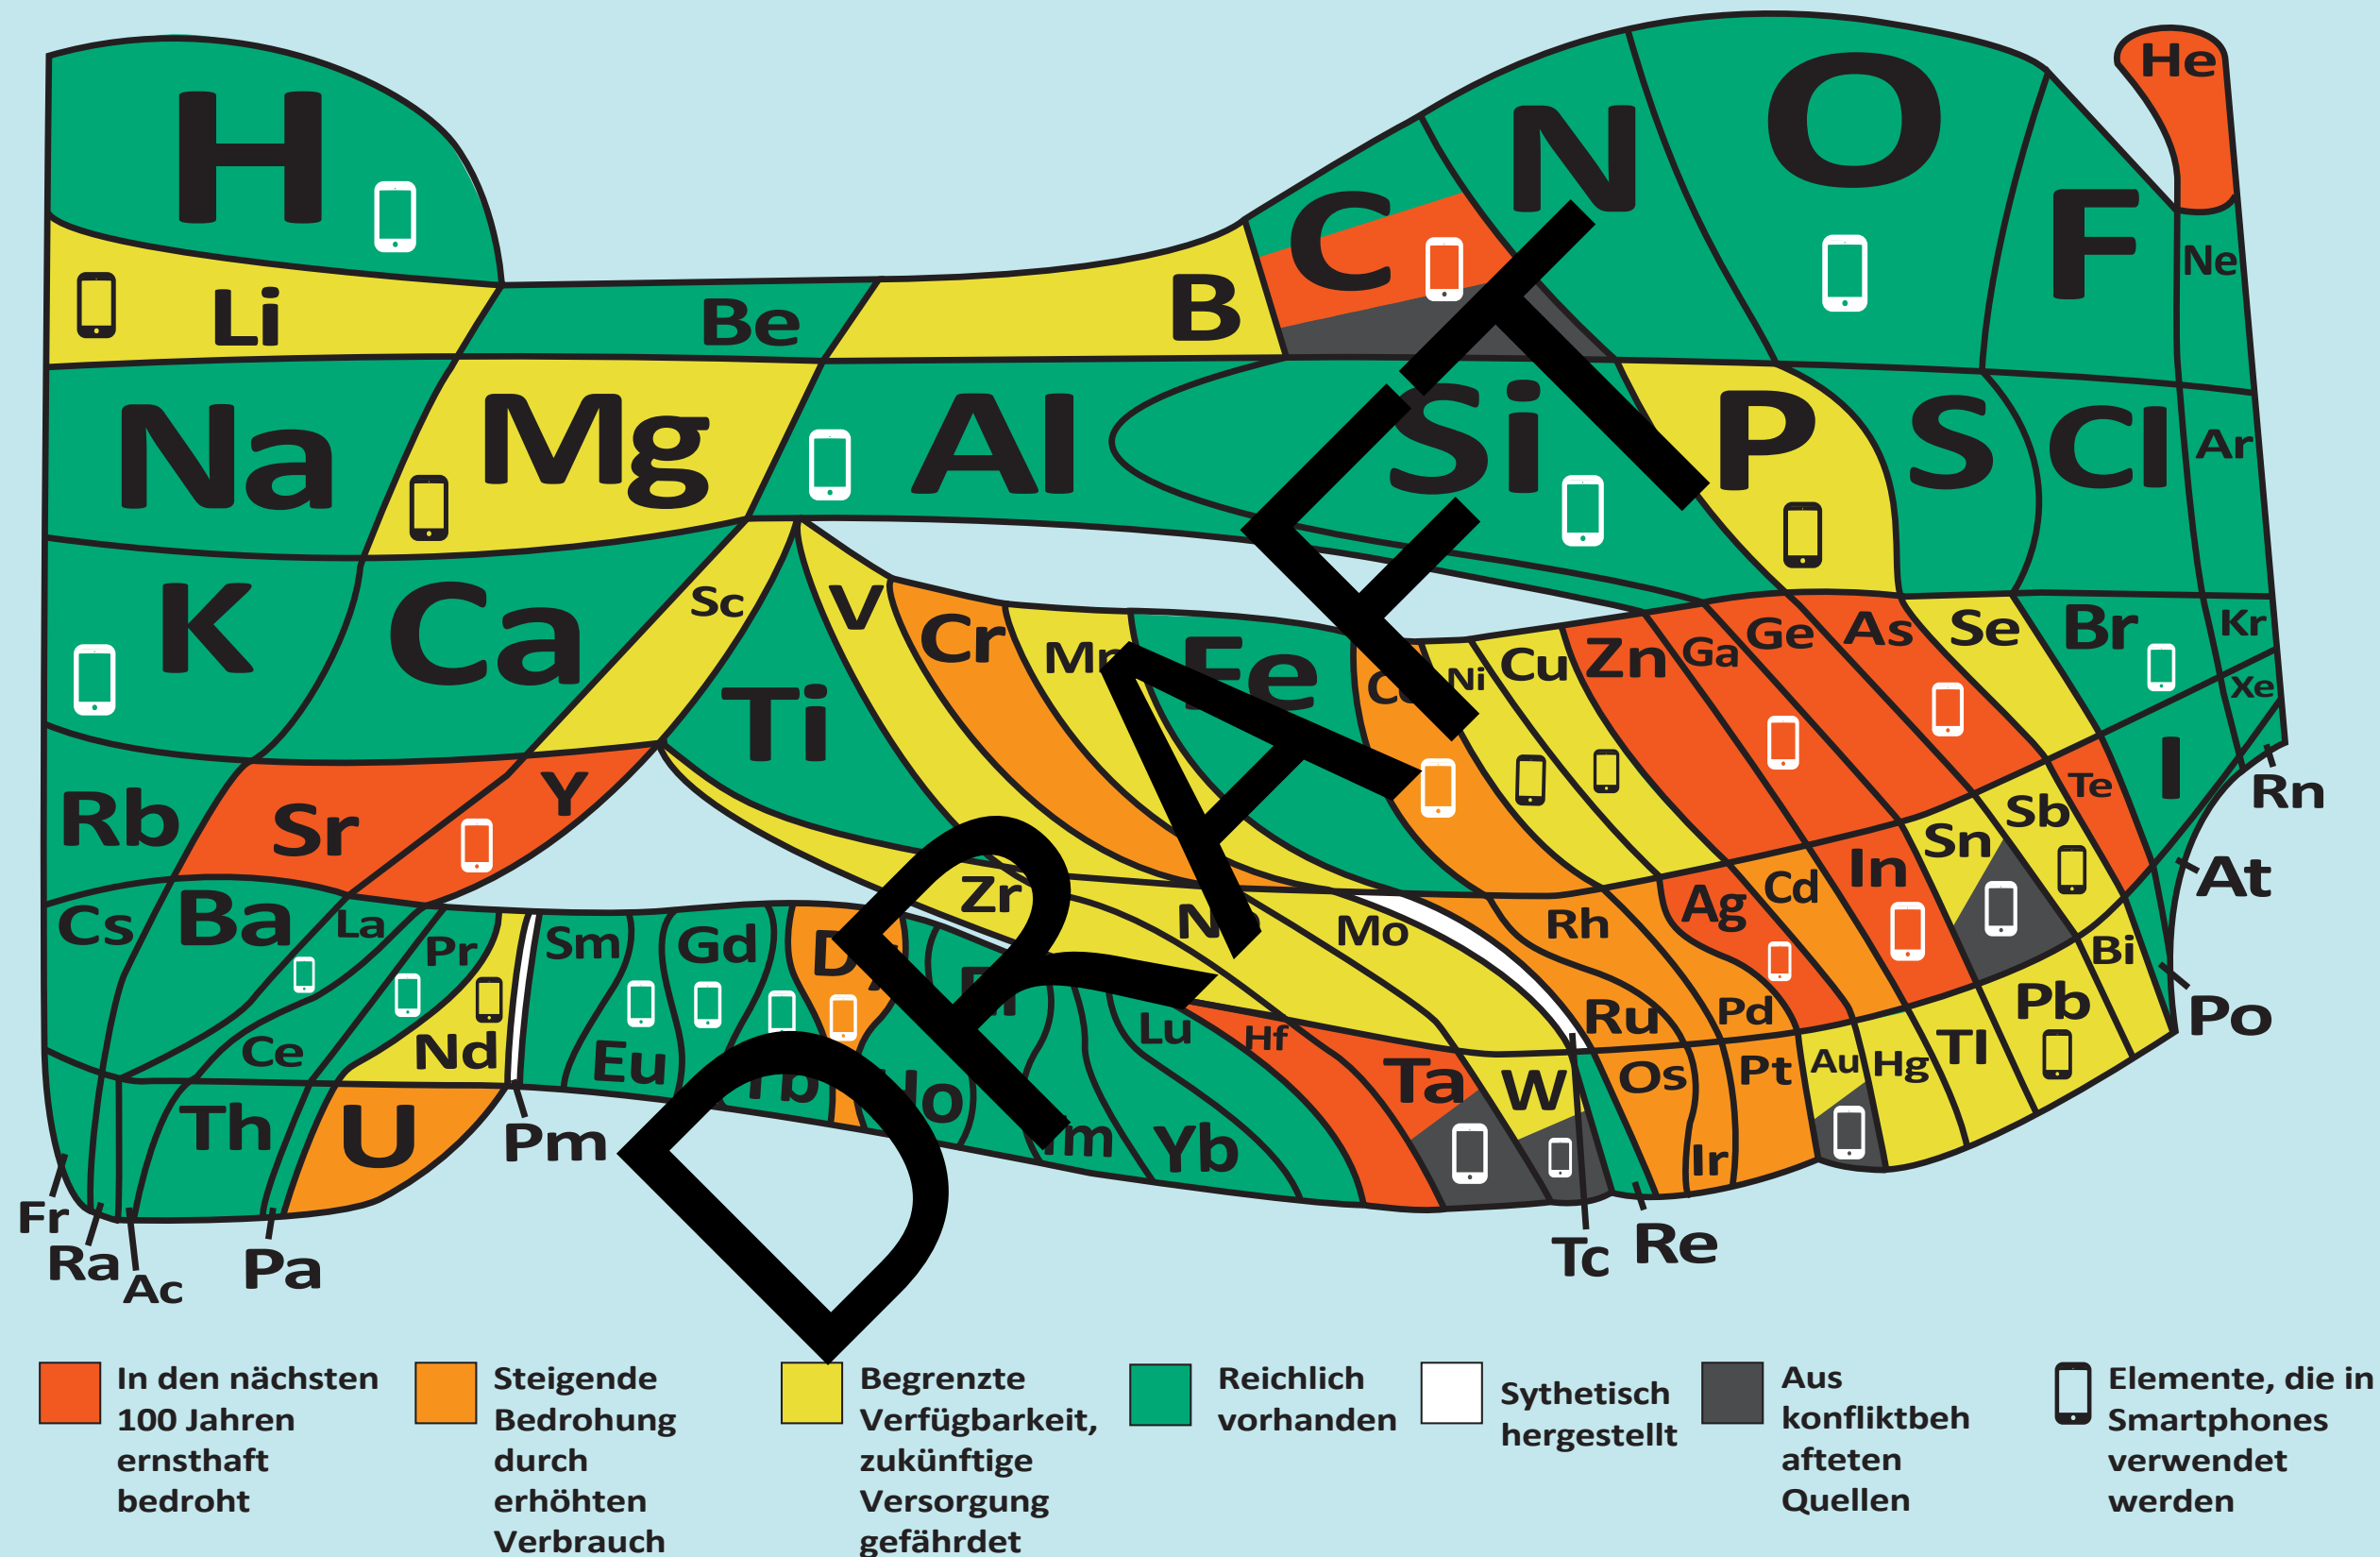 H
He
Li
Be
B
C
N
O
F
Ne
Na
Mg
Al
Si
P
S
Cl
Ar
K
Ca
Sc
Ti
V
Cr
Fe
Ni
Cu
Zn
Ga
Ge
As
Se
Br
Kr
Rb
Sr
Y
Zr
Mo
Rh
Ru
Ag
Pd
Cd
In
Sn
Sb
Te
I
Xe
Rn
At
Po
Cs
Ba
La
Ce
Pr
Nd
Pm
Sm
Eu
Gd
Tb
Ho
Yb
Lu
Hf
Ta
W
Tc
Re
Os
Ir
Pt
Au
Hg
Tl
Pb
Bi
Fr
Ra
Ac
Th
Pa
U
DRAFT
In den nächsten
100 Jahren
ernsthaft
bedroht
Steigende
Bedrohung
durch
erhöhten
Verbrauch
Begrenzte
Verfügbarkeit,
zukünftige
Versorgung
gefährdet
Reichlich
vorhanden
Sythetisch
hergestellt
Aus
konfliktbeh
afteten
Quellen
Elemente, die in
Smartphones
verwendet
werden